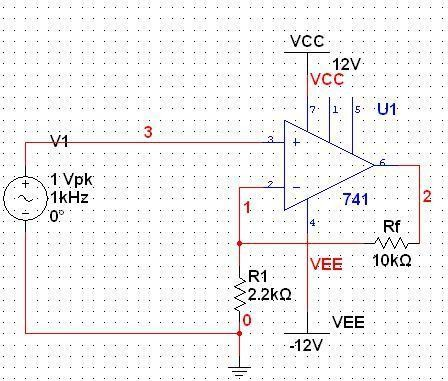 VCC
12V
VCC
7
1
5
U1
V1
3
3
+
1 Vpk
1kHz
0°
2
−
6
741
1
4
2
Rf
10kΩ
VEE
R1
2.2kΩ
0
VEE
-12V